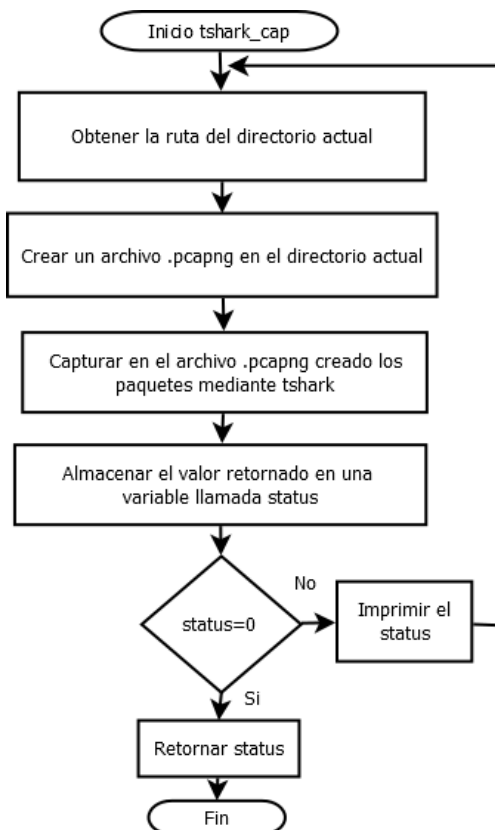 Inicio tshark_cap
Obtener la ruta del directorio actual
Crear un archivo .pcapng en el directorio actual
Capturar en el archivo .pcapng creado los
paquetes mediante tshark
Almacenar el valor retornado en una
variable llamada status
status=0
No
Imprimir el
status
Si
Retornar status
Fin